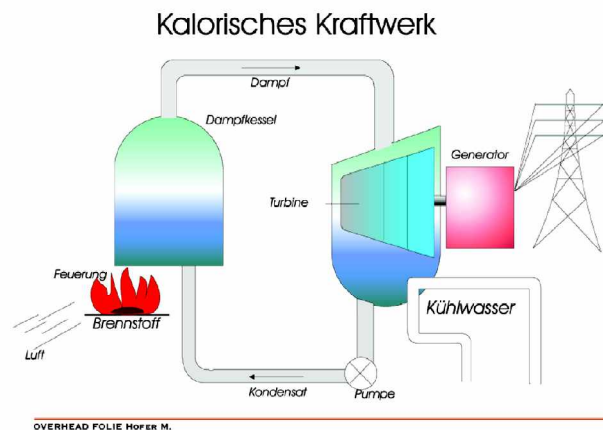 Kalorisches Kraftwerk
Dampf
Dampfkessel
Generator
Turbine
Feuerung
Brennstoff
Luft
Kühlwasser
Kondensat
Pumpe
OVERHEAD FOLIE HOFER M.